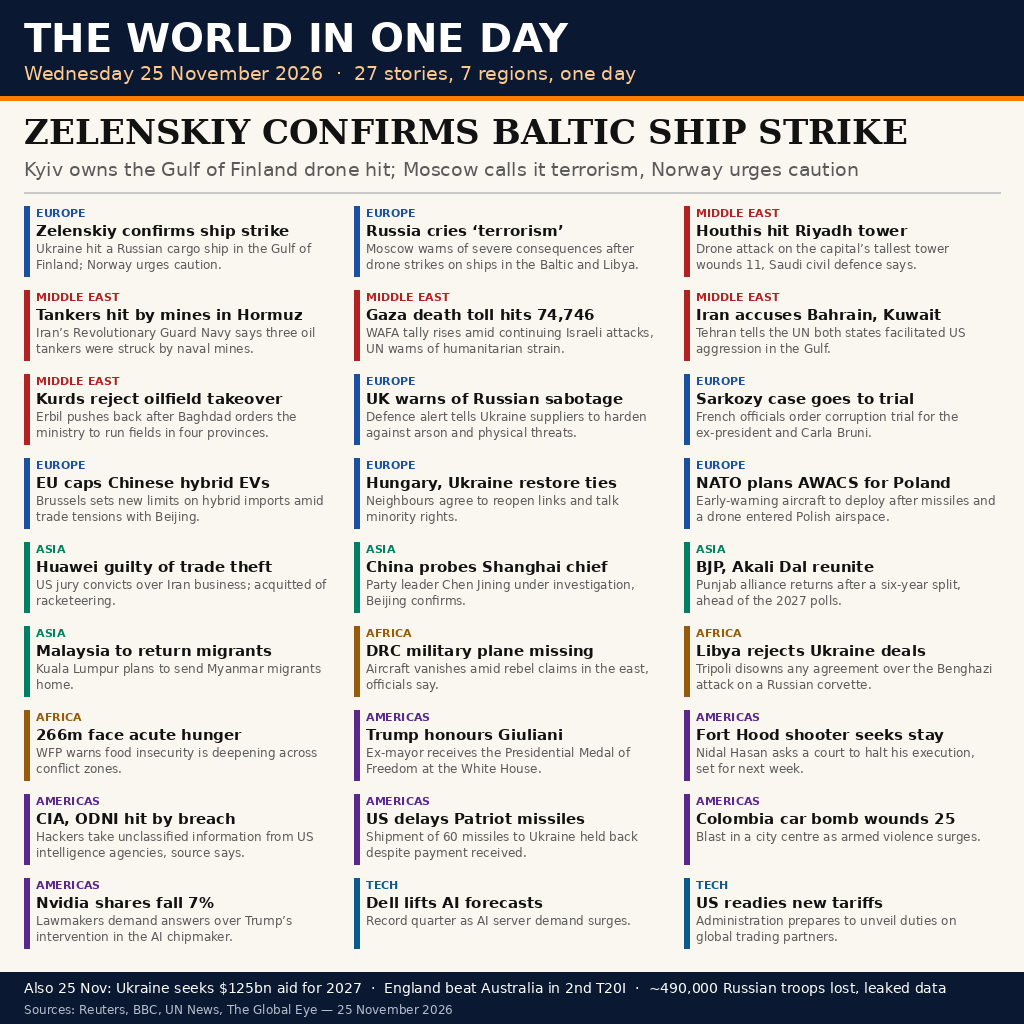 THE WORLD IN ONE DAY
Wednesday 25 November 2026 · 27 stories, 7 regions, one day
ZELENSKIY CONFIRMS BALTIC SHIP STRIKE
Kyiv owns the Gulf of Finland drone hit; Moscow calls it terrorism, Norway urges caution
EUROPE
Zelenskiy confirms ship strike
Ukraine hit a Russian cargo ship in the Gulf of
Finland; Norway urges caution.
EUROPE
Russia cries ‘terrorism’
Moscow warns of severe consequences after
drone strikes on ships in the Baltic and Libya.
MIDDLE EAST
Houthis hit Riyadh tower
Drone attack on the capital’s tallest tower
wounds 11, Saudi civil defence says.
MIDDLE EAST
Tankers hit by mines in Hormuz
Iran’s Revolutionary Guard Navy says three oil
tankers were struck by naval mines.
MIDDLE EAST
Gaza death toll hits 74,746
WAFA tally rises amid continuing Israeli attacks,
UN warns of humanitarian strain.
MIDDLE EAST
Iran accuses Bahrain, Kuwait
Tehran tells the UN both states facilitated US
aggression in the Gulf.
MIDDLE EAST
Kurds reject oilfield takeover
Erbil pushes back after Baghdad orders the
ministry to run fields in four provinces.
EUROPE
UK warns of Russian sabotage
Defence alert tells Ukraine suppliers to harden
against arson and physical threats.
EUROPE
Sarkozy case goes to trial
French officials order corruption trial for the
ex-president and Carla Bruni.
EUROPE
EU caps Chinese hybrid EVs
Brussels sets new limits on hybrid imports amid
trade tensions with Beijing.
EUROPE
Hungary, Ukraine restore ties
Neighbours agree to reopen links and talk
minority rights.
EUROPE
NATO plans AWACS for Poland
Early-warning aircraft to deploy after missiles and
a drone entered Polish airspace.
ASIA
Huawei guilty of trade theft
US jury convicts over Iran business; acquitted of
racketeering.
ASIA
China probes Shanghai chief
Party leader Chen Jining under investigation,
Beijing confirms.
ASIA
BJP, Akali Dal reunite
Punjab alliance returns after a six-year split,
ahead of the 2027 polls.
ASIA
Malaysia to return migrants
Kuala Lumpur plans to send Myanmar migrants
home.
AFRICA
DRC military plane missing
Aircraft vanishes amid rebel claims in the east,
officials say.
AFRICA
Libya rejects Ukraine deals
Tripoli disowns any agreement over the Benghazi
attack on a Russian corvette.
AFRICA
266m face acute hunger
WFP warns food insecurity is deepening across
conflict zones.
AMERICAS
Trump honours Giuliani
Ex-mayor receives the Presidential Medal of
Freedom at the White House.
AMERICAS
Fort Hood shooter seeks stay
Nidal Hasan asks a court to halt his execution,
set for next week.
AMERICAS
CIA, ODNI hit by breach
Hackers take unclassified information from US
intelligence agencies, source says.
AMERICAS
US delays Patriot missiles
Shipment of 60 missiles to Ukraine held back
despite payment received.
AMERICAS
Colombia car bomb wounds 25
Blast in a city centre as armed violence surges.
AMERICAS
Nvidia shares fall 7%
Lawmakers demand answers over Trump’s
intervention in the AI chipmaker.
TECH
Dell lifts AI forecasts
Record quarter as AI server demand surges.
TECH
US readies new tariffs
Administration prepares to unveil duties on
global trading partners.
Also 25 Nov: Ukraine seeks $125bn aid for 2027 · England beat Australia in 2nd T20I · ~490,000 Russian troops lost, leaked data
Sources: Reuters, BBC, UN News, The Global Eye — 25 November 2026